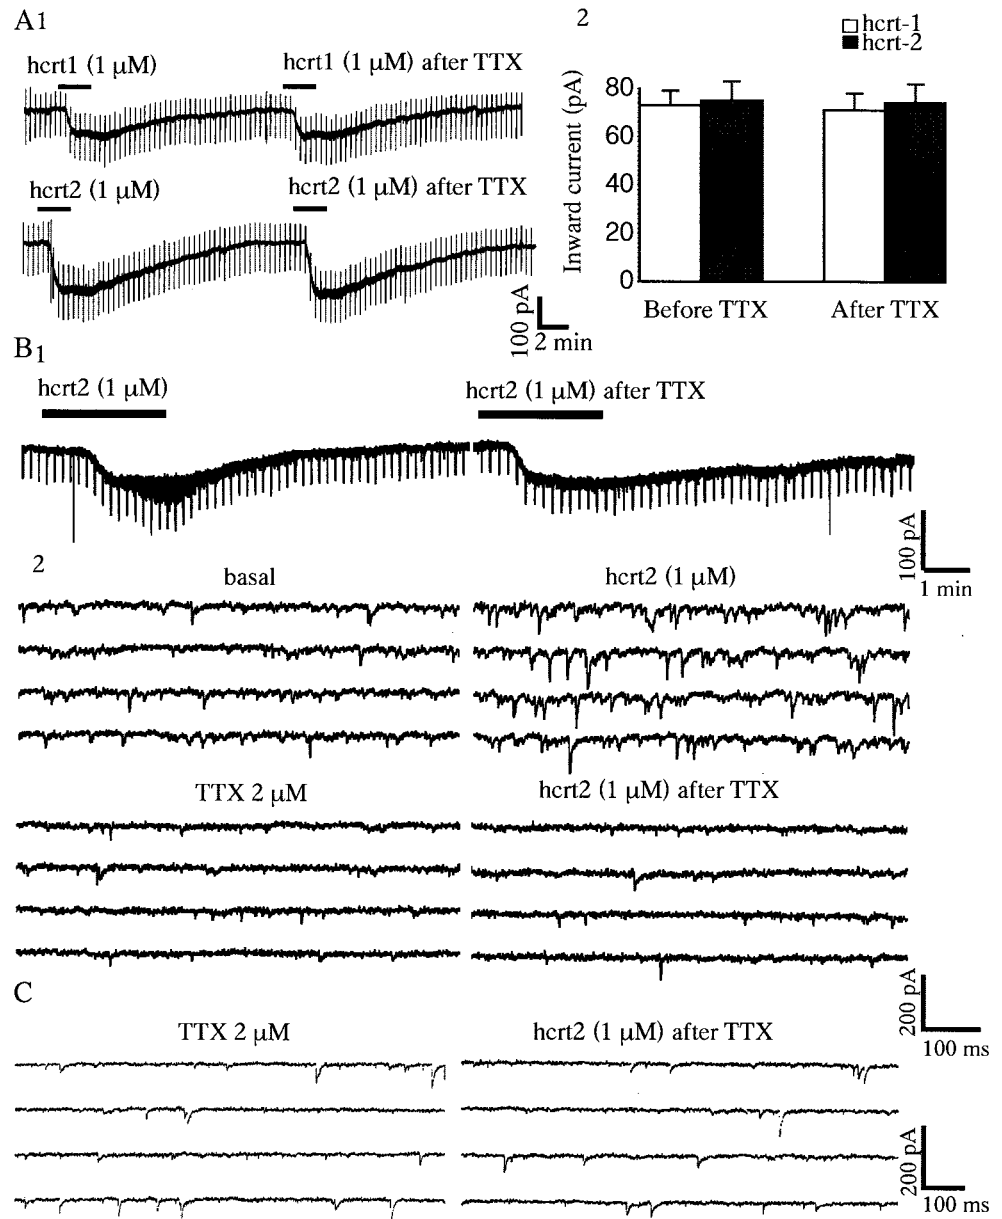 A1
hcrt1 (1 μM)
hcrt1 (1 μM) after TTX
hcrt2 (1 μM)
hcrt2 (1 μM) after TTX
100 pA
2 min
2
hcrt-1
hcrt-2
Inward current (pA)
80
60
40
20
0
Before TTX
After TTX
B1
hcrt2 (1 μM)
hcrt2 (1 μM) after TTX
100 pA
1 min
2
basal
hcrt2 (1 μM)
TTX 2 μM
hcrt2 (1 μM) after TTX
200 pA
100 ms
C
TTX 2 μM
hcrt2 (1 μM) after TTX
200 pA
100 ms